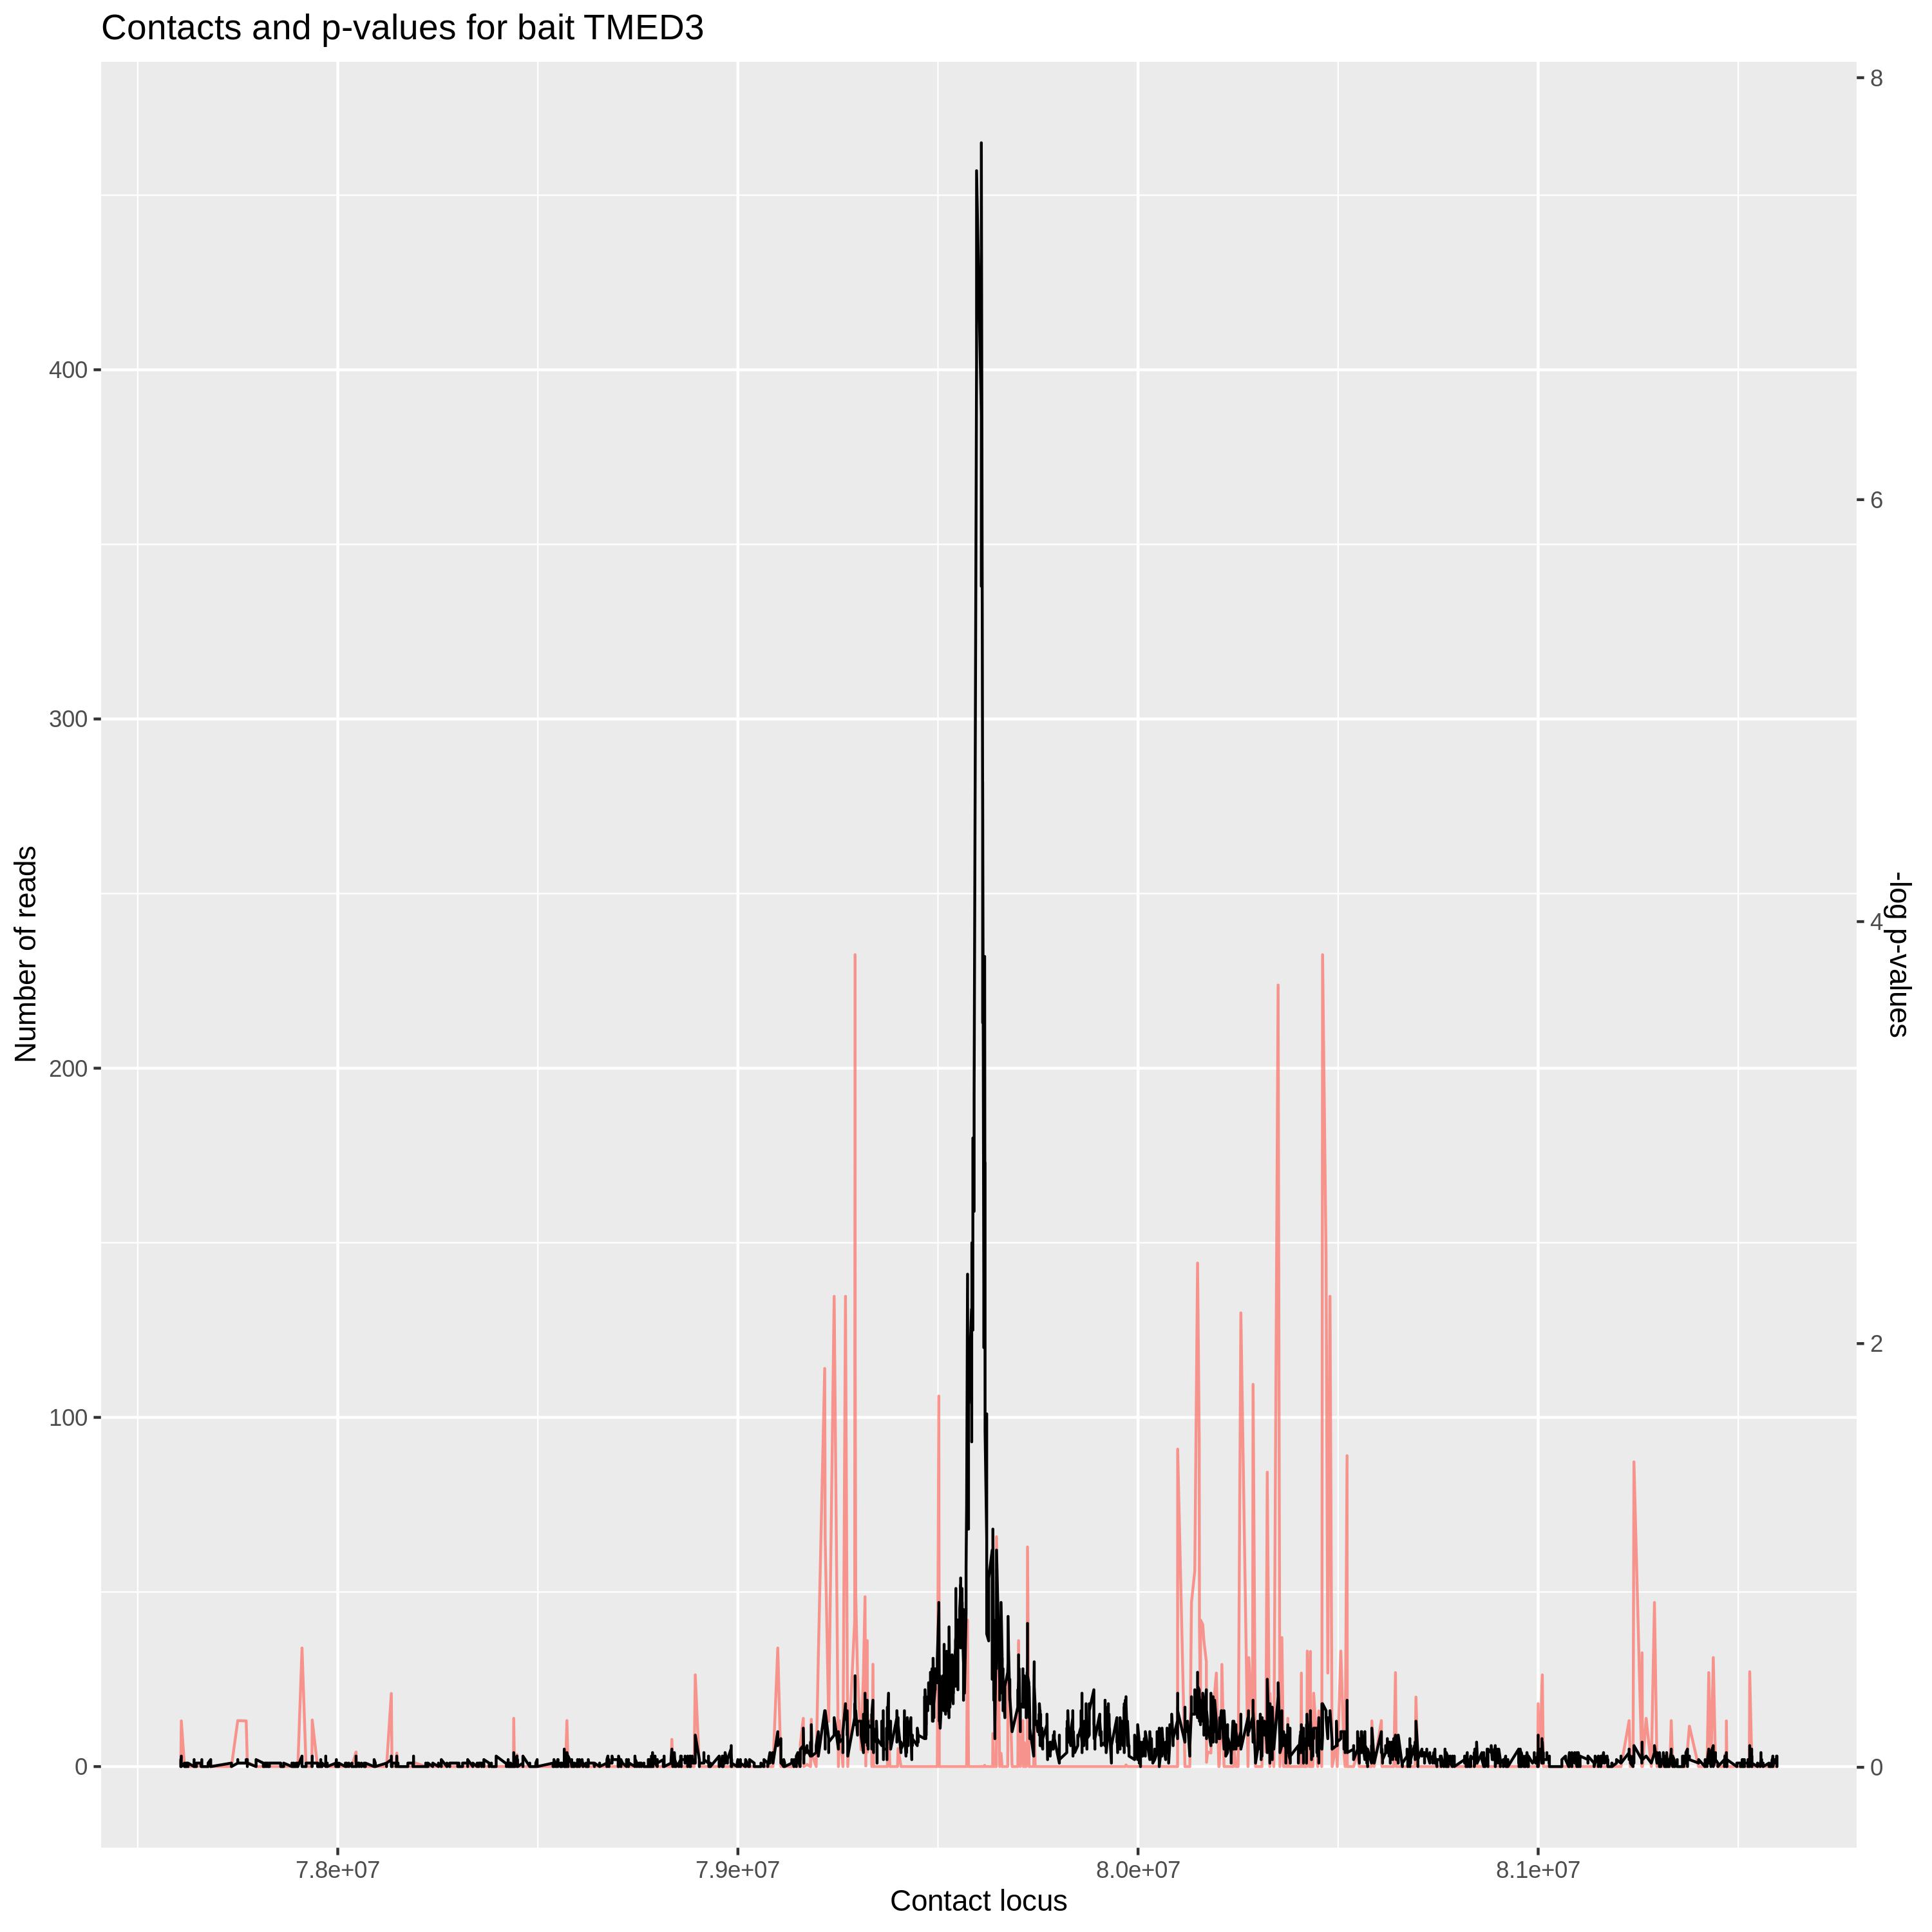 Contacts and p-values for bait TMED3
Number of reads
400
300
200
100
0
8
6
4
2
0
-log p-values
7.8e+07
7.9e+07
8.0e+07
8.1e+07
Contact locus